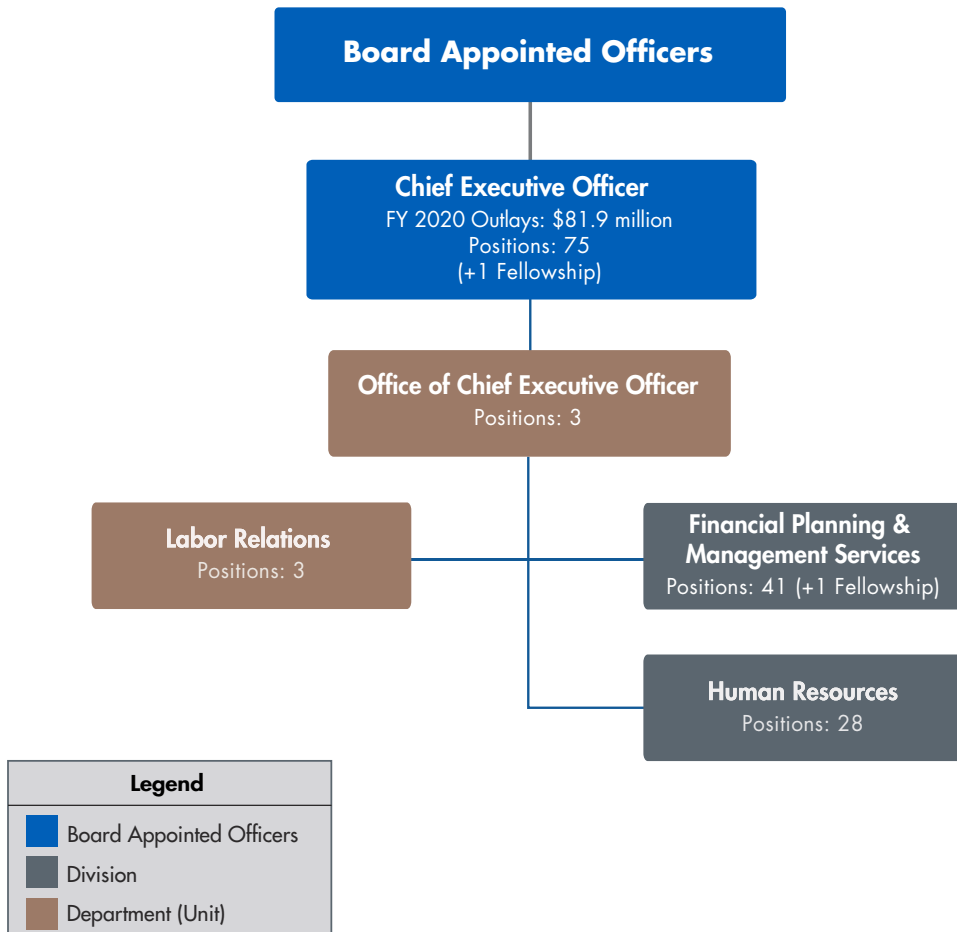 Board Appointed Officers
Chief Executive Officer
FY 2020 Outlays: $81.9 million
Positions: 75
(+1 Fellowship)
Office of Chief Executive Officer
Positions: 3
Labor Relations
Positions: 3
Financial Planning &
Management Services
Positions: 41 (+1 Fellowship)
Human Resources
Positions: 28
Legend
Board Appointed Officers
Division
Department (Unit)